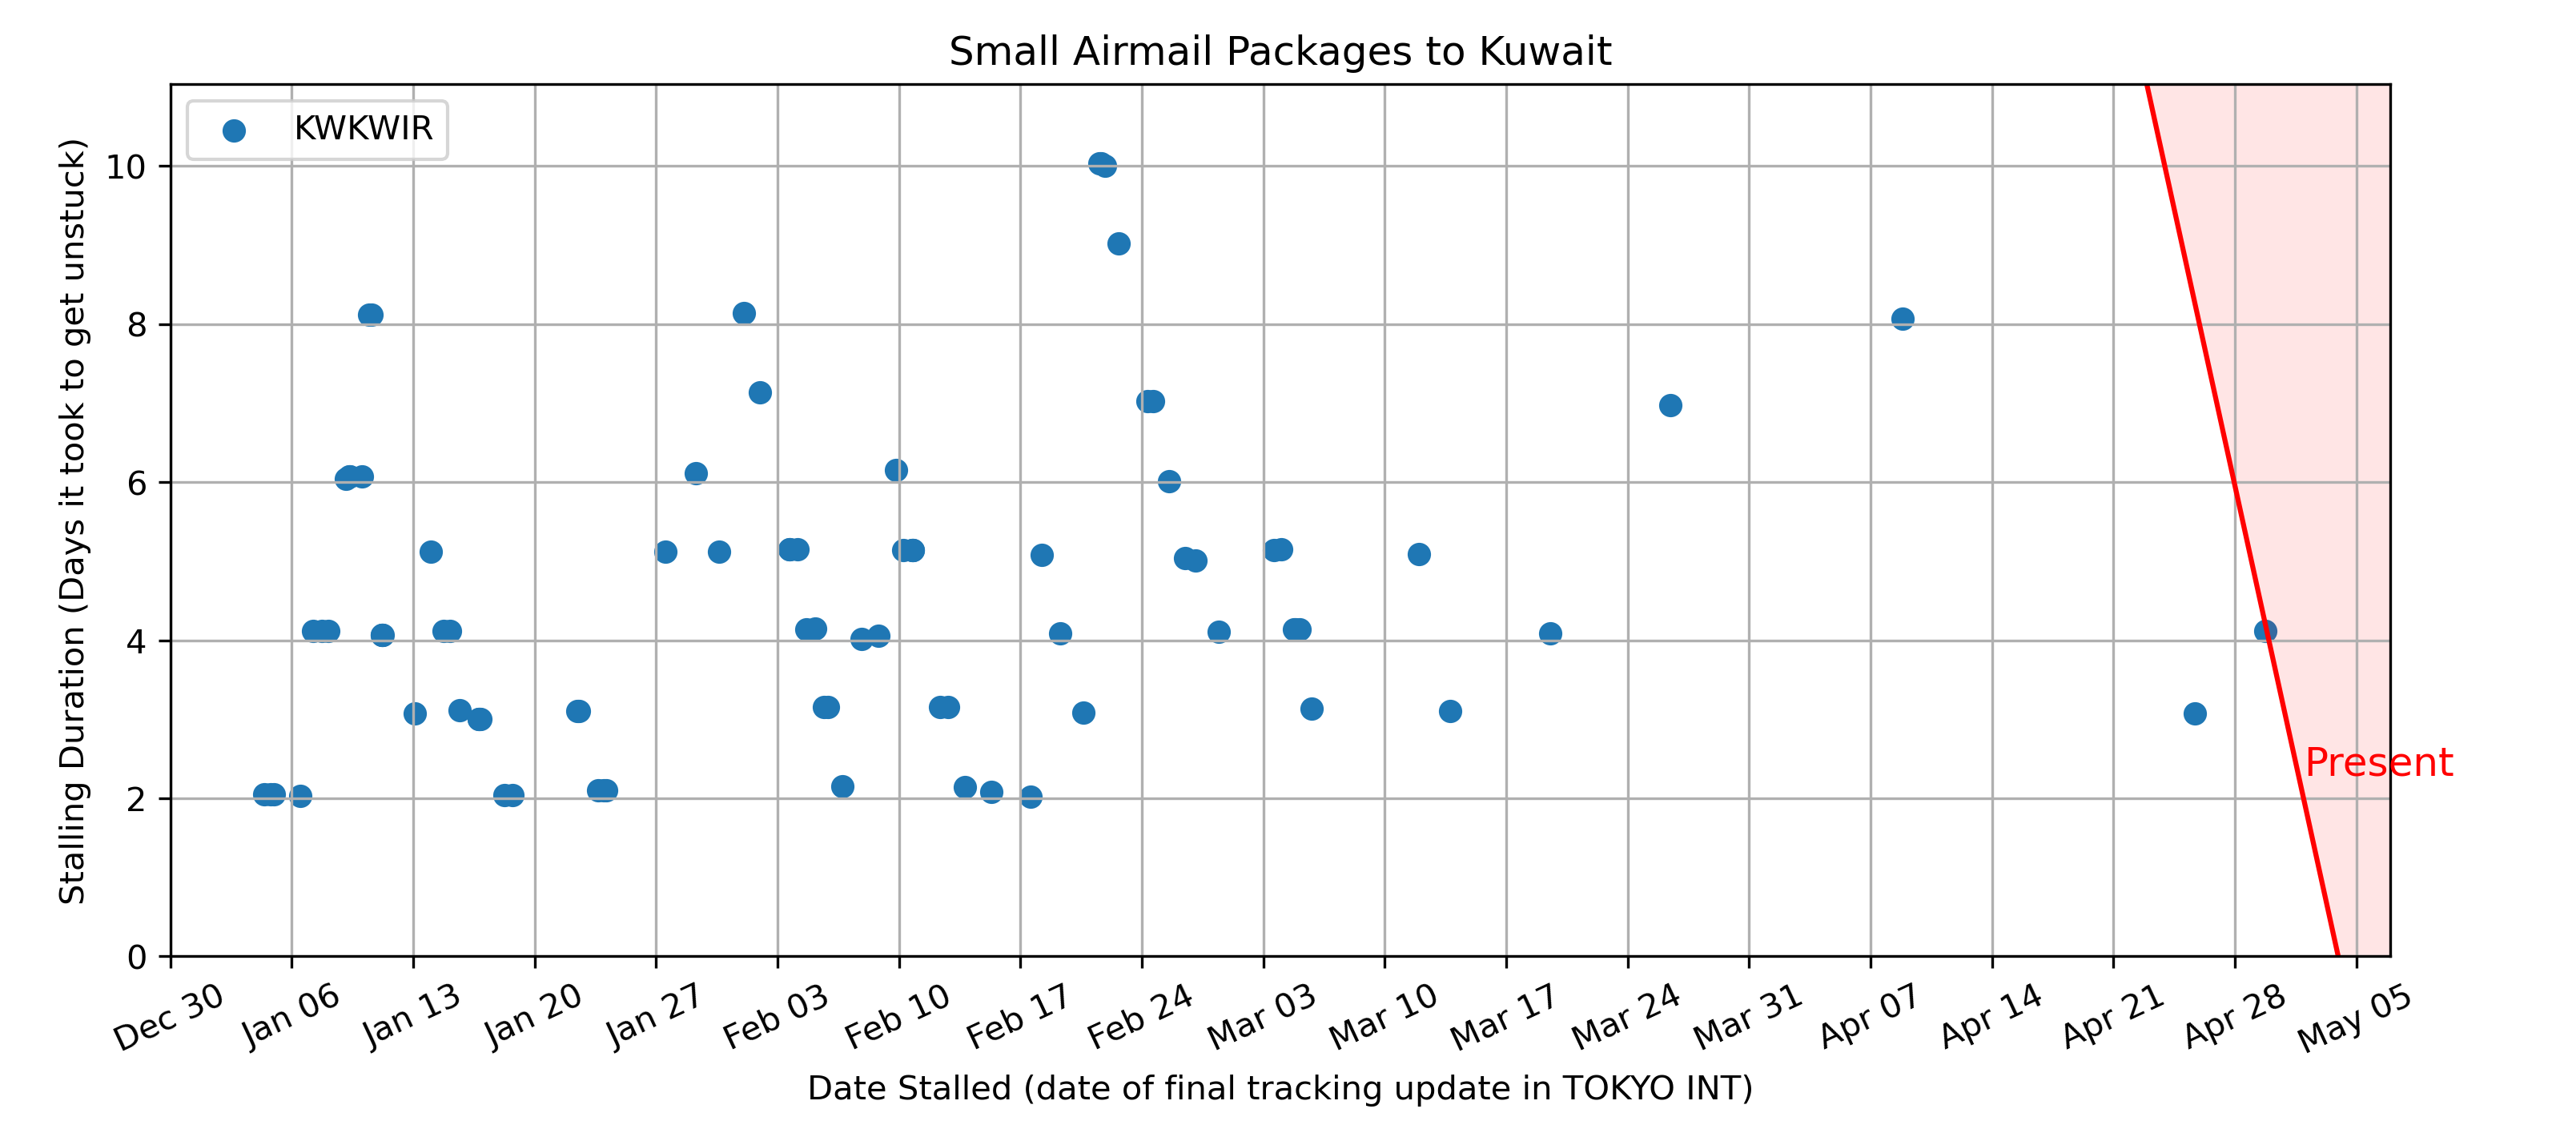 Small Airmail Packages to Kuwait
KWKWIR
Stalling Duration (Days it took to get unstuck)
10
8
6
4
2
0
Present
Dec 30 Jan 06 Jan 13 Jan 20 Jan 27 Feb 03 Feb 10 Feb 17 Feb 24 Mar 03 Mar 10 Mar 17 Mar 24 Mar 31 Apr 07 Apr 14 Apr 21 Apr 28 May 05
Date Stalled (date of final tracking update in TOKYO INT)